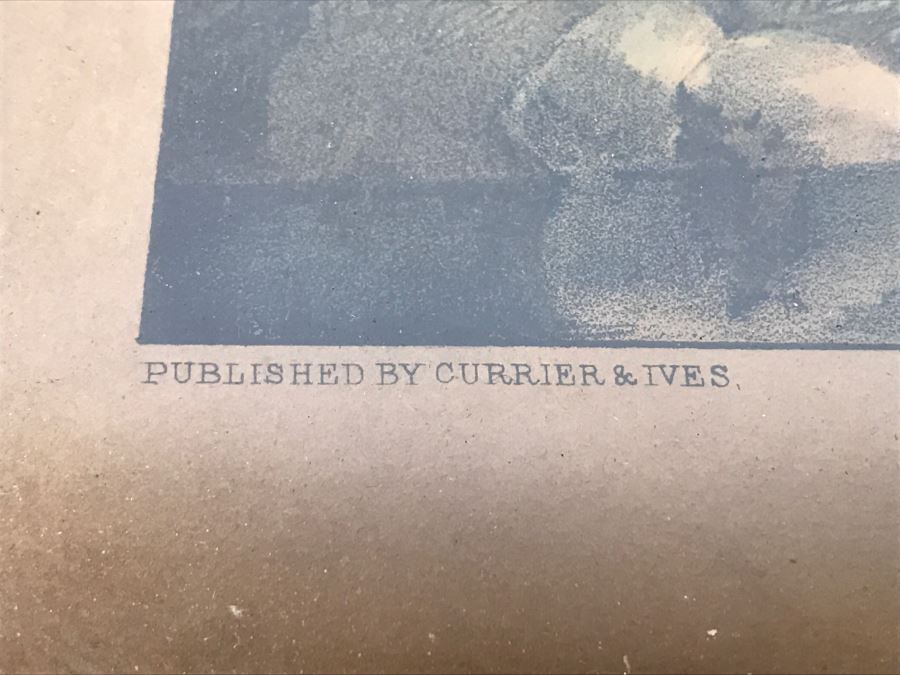 PUBLISHED BY CURRIER & IVES,